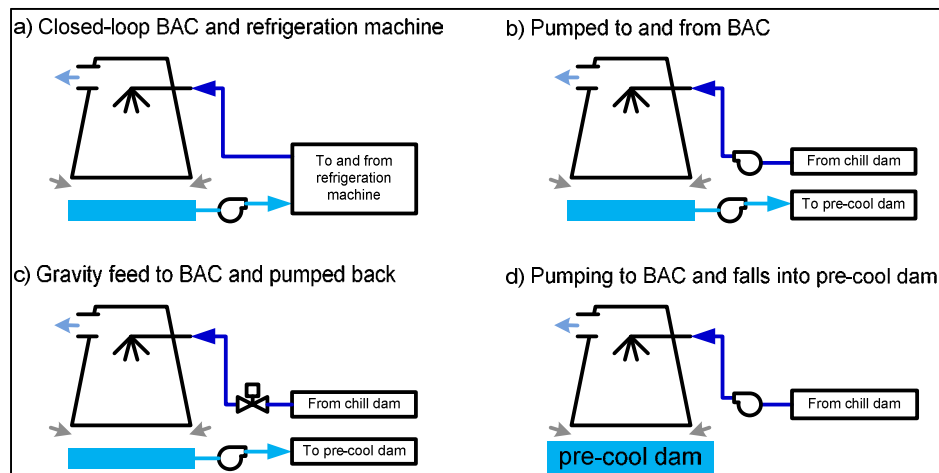 a) Closed-loop BAC and refrigeration machine
To and from
refrigeration
machine
b) Pumped to and from BAC
From chill dam
To pre-cool dam
c) Gravity feed to BAC and pumped back
From chill dam
To pre-cool dam
d) Pumping to BAC and falls into pre-cool dam
From chill dam
pre-cool dam